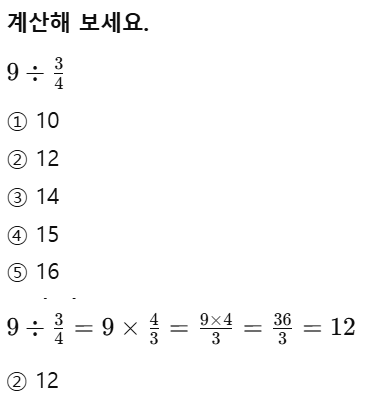 계산해 보세요.
9 ÷ 3/4
① 10
② 12
③ 14
④ 15
⑤ 16
9 ÷ 3/4 = 9 × 4/3 = 9×4/3 = 36/3 = 12
② 12